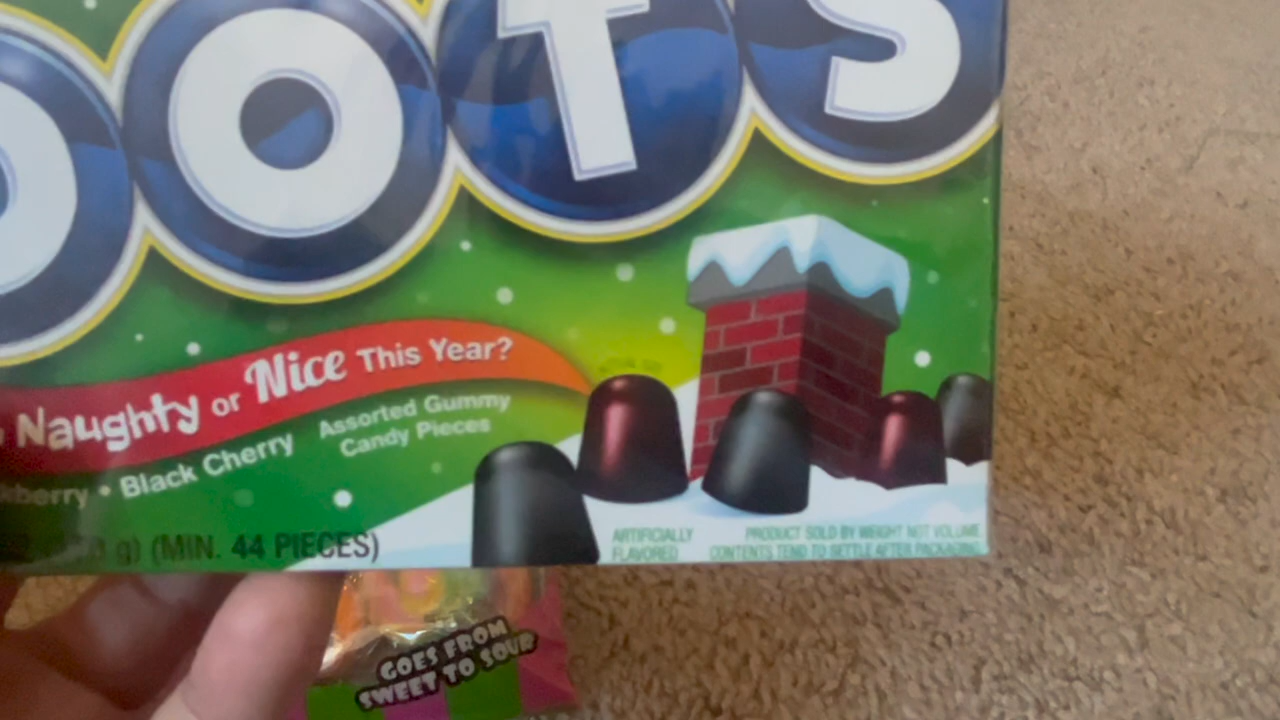 OTS
Naughty or Nice This Year?
Black Cherry
Assorted Gummy
Candy Pieces
g) (MIN. 44 PIECES)
ARTIFICIALLY
FLAVORED
PRODUCT SOLD BY WEIGHT NOT VOLUME
CONTENTS TEND TO SETTLE AFTER PACKAGING
GOES FROM
SWEET TO SOUR